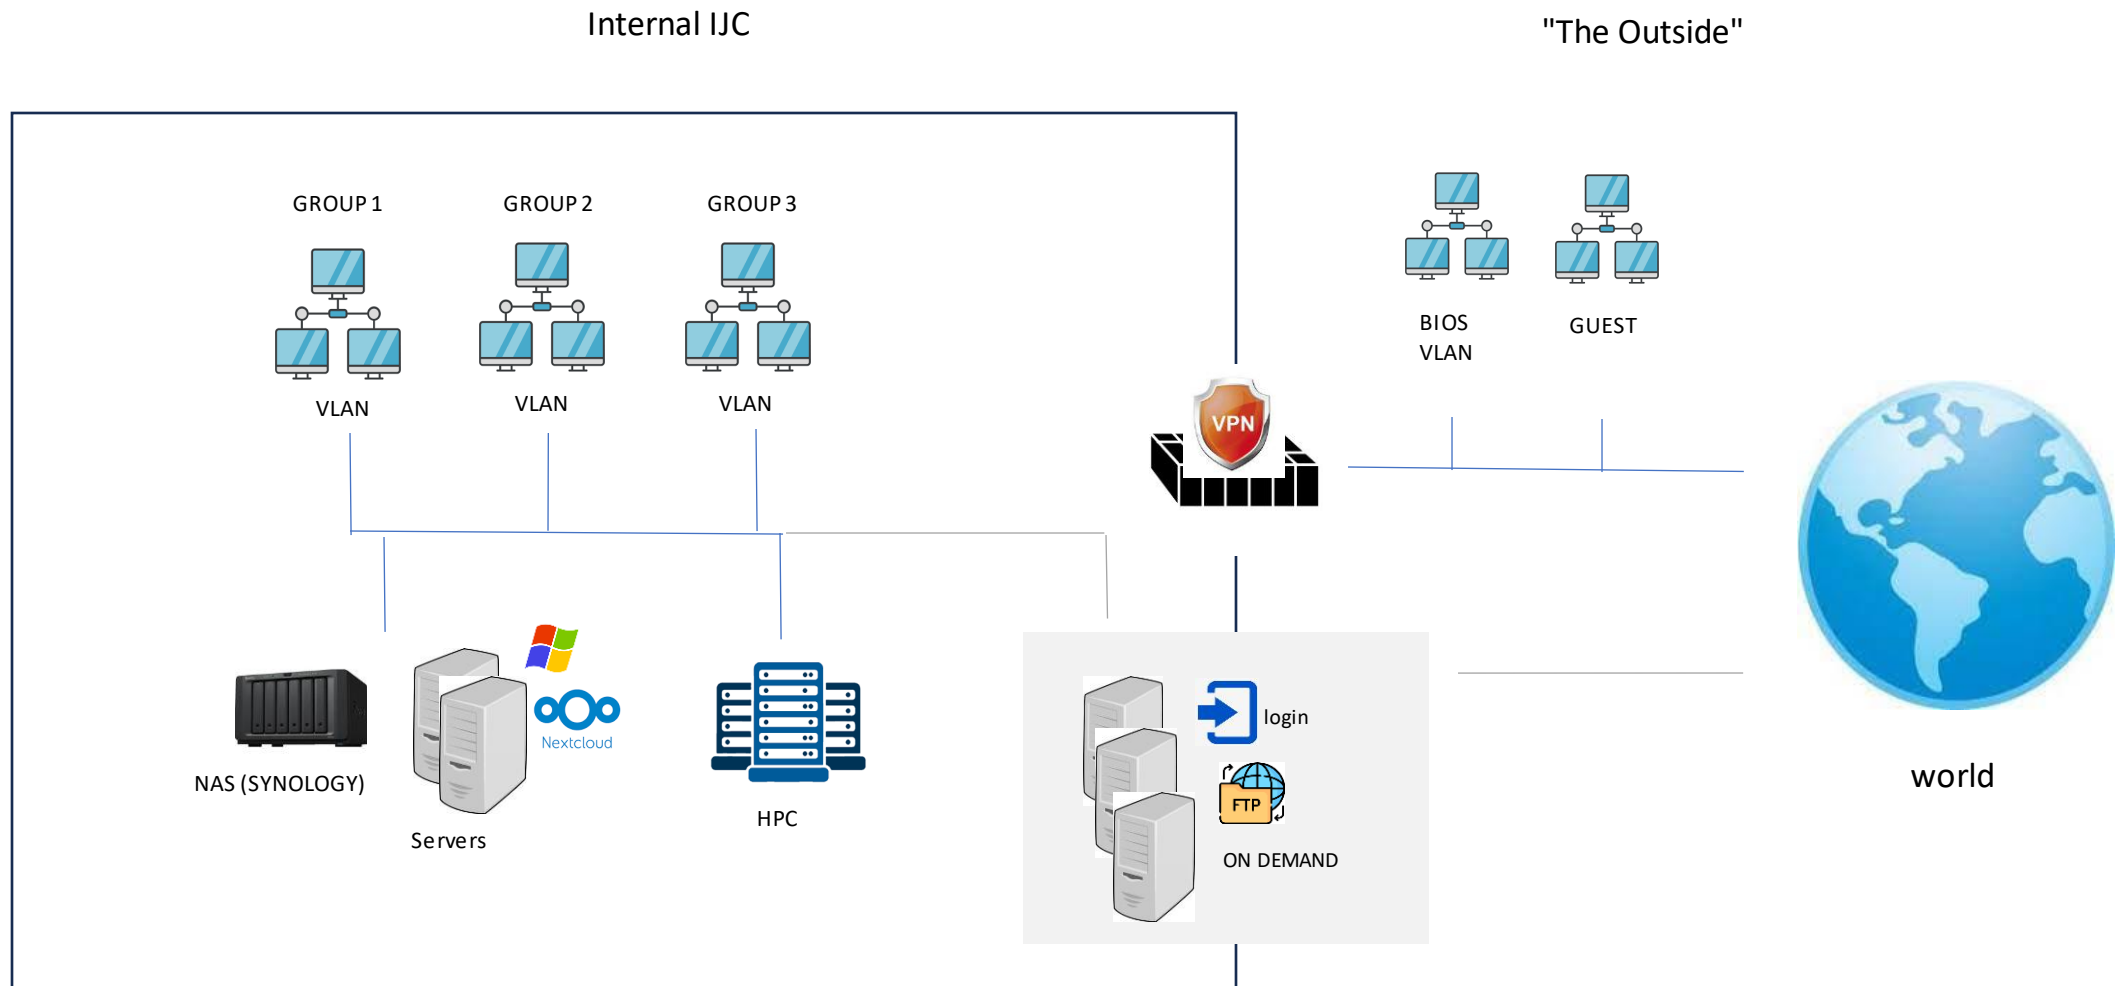 Internal IJC
"The Outside"
GROUP 1
GROUP 2
GROUP 3
VLAN
VLAN
VLAN
BIOS
VLAN
GUEST
VPN
NAS (SYNOLOGY)
Nextcloud
Servers
HPC
login
FTP
ON DEMAND
world